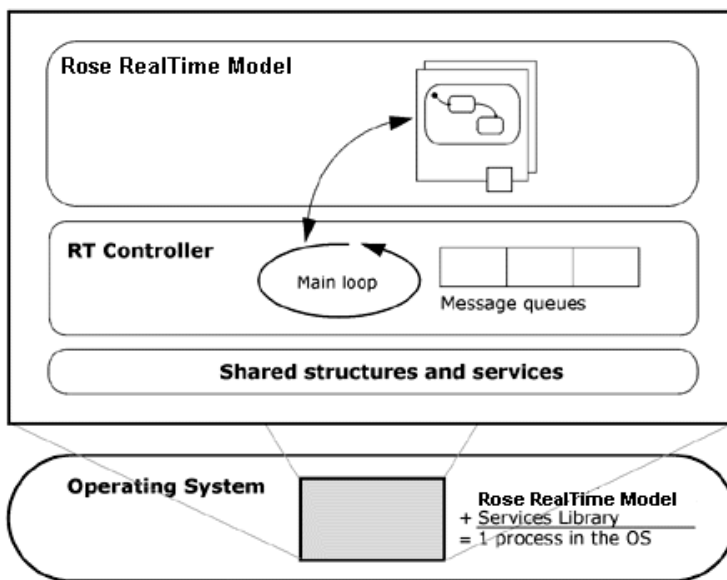 Rose RealTime Model
RT Controller
Main loop
Message queues
Shared structures and services
Operating System
Rose RealTime Model
+ Services Library
= 1 process in the OS